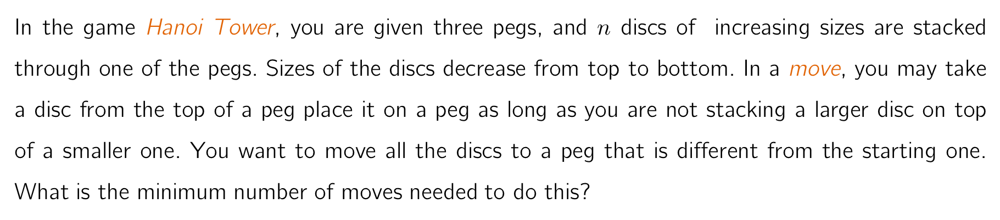 In the game Hanoi Tower, you are given three pegs, and n discs of increasing sizes are stacked
through one of the pegs. Sizes of the discs decrease from top to bottom. In a move, you may take
a disc from the top of a peg place it on a peg as long as you are not stacking a larger disc on top
of a smaller one. You want to move all the discs to a peg that is different from the starting one.
What is the minimum number of moves needed to do this?